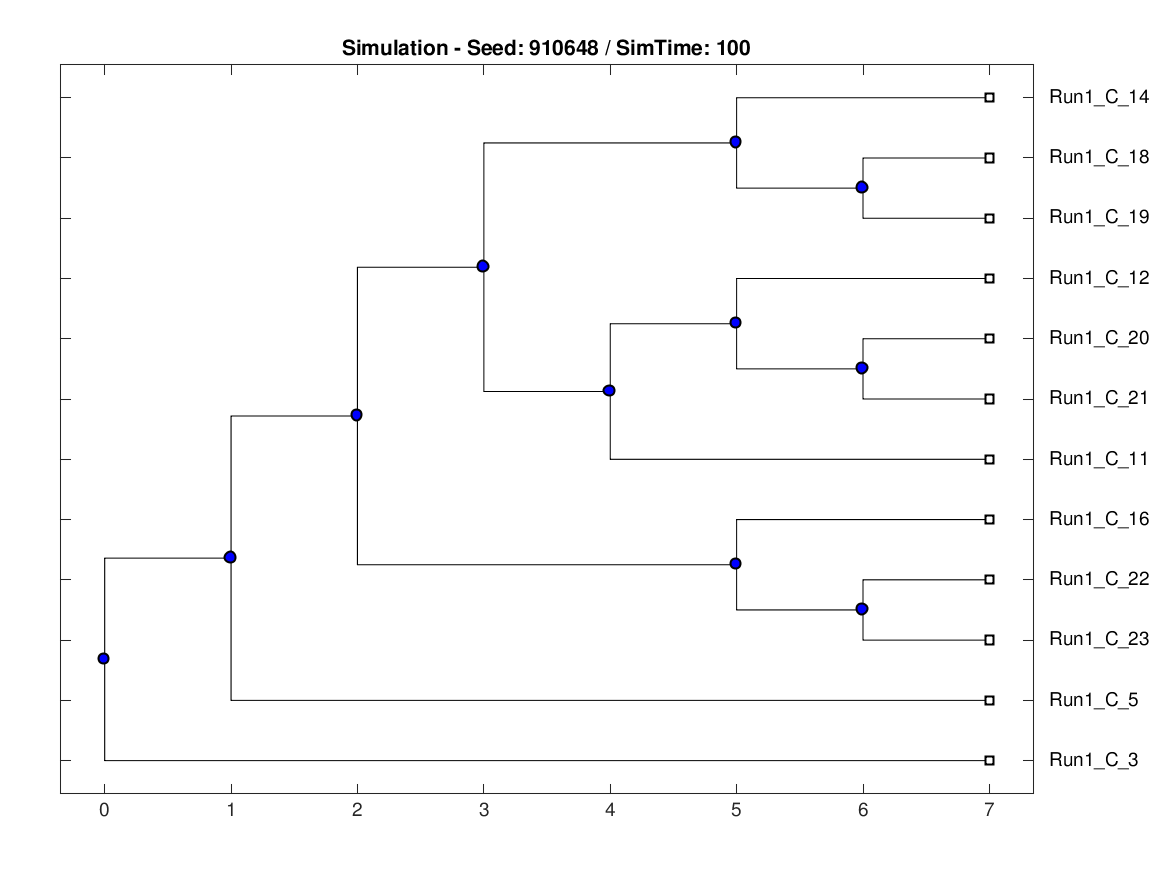 Simulation - Seed: 910648 / SimTime: 100
Run1_C_14
Run1_C_18
Run1_C_19
Run1_C_12
Run1_C_20
Run1_C_21
Run1_C_11
Run1_C_16
Run1_C_22
Run1_C_23
Run1_C_5
Run1_C_3
0 1 2 3 4 5 6 7